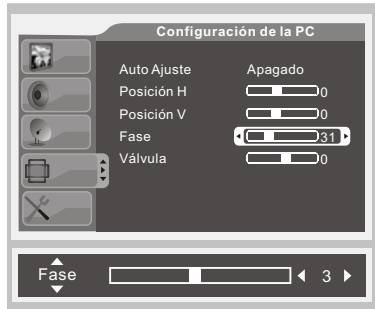 Configuración de la PC
Auto Ajuste Apagado
Posición H 0
Posición V 0
Fase 31
Válvula 0
Fase 3